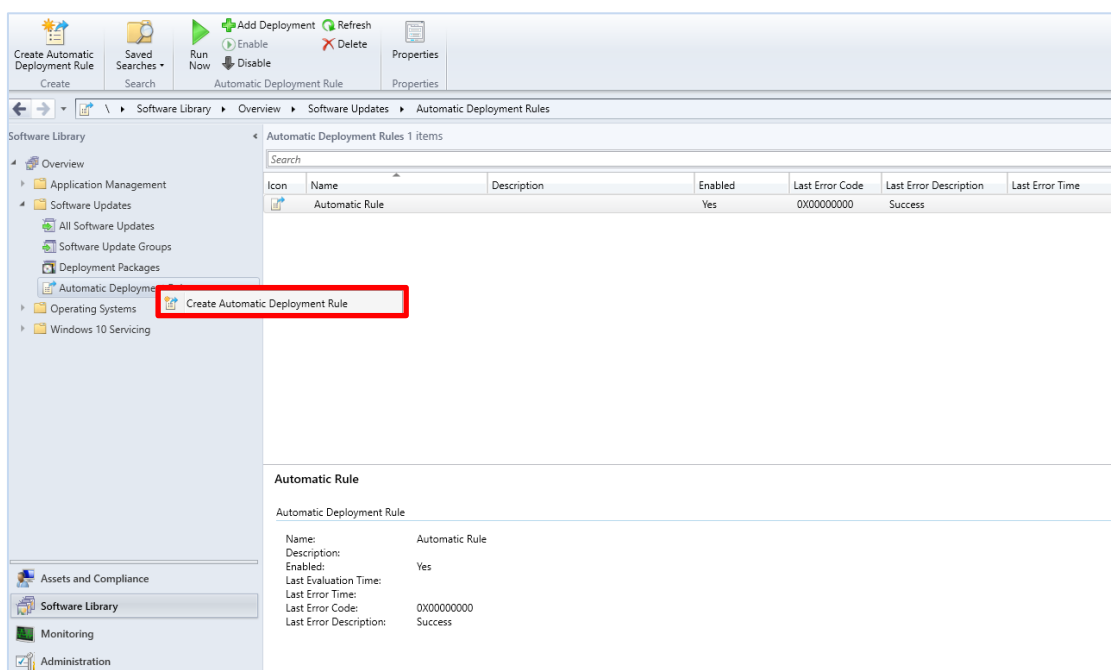 Create Automatic Deployment Rule
Saved Searches
Run Now
Add Deployment
Refresh
Enable
Delete
Disable
Properties
Create
Search
Automatic Deployment Rule
Properties
\ Software Library Overview Software Updates Automatic Deployment Rules
Software Library
Overview
Application Management
Software Updates
All Software Updates
Software Update Groups
Deployment Packages
Automatic Deployme
Operating Systems
Windows 10 Servicing
Create Automatic Deployment Rule
Automatic Deployment Rules 1 items
Search
Icon Name Description Enabled Last Error Code Last Error Description Last Error Time
Automatic Rule Yes 0X00000000 Success
Automatic Rule
Automatic Deployment Rule
Name: Automatic Rule
Description:
Enabled: Yes
Last Evaluation Time:
Last Error Time:
Last Error Code: 0X00000000
Last Error Description: Success
Assets and Compliance
Software Library
Monitoring
Administration